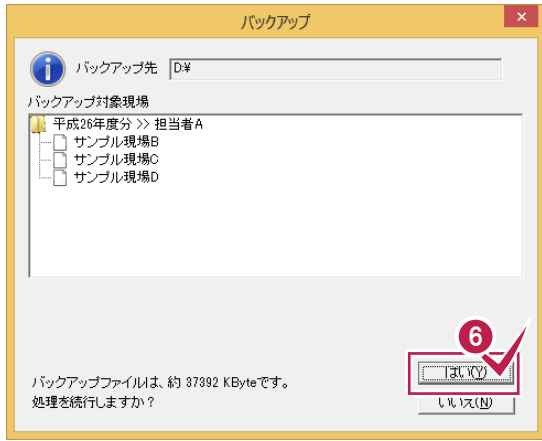 バックアップ
バックアップ先 D:¥
バックアップ対象現場
平成26年度分 >> 担当者A
サンプル現場B
サンプル現場C
サンプル現場D
6
はい(Y)
バックアップファイルは、約 37392 KByteです。
処理を続行しますか？
いいえ(N)